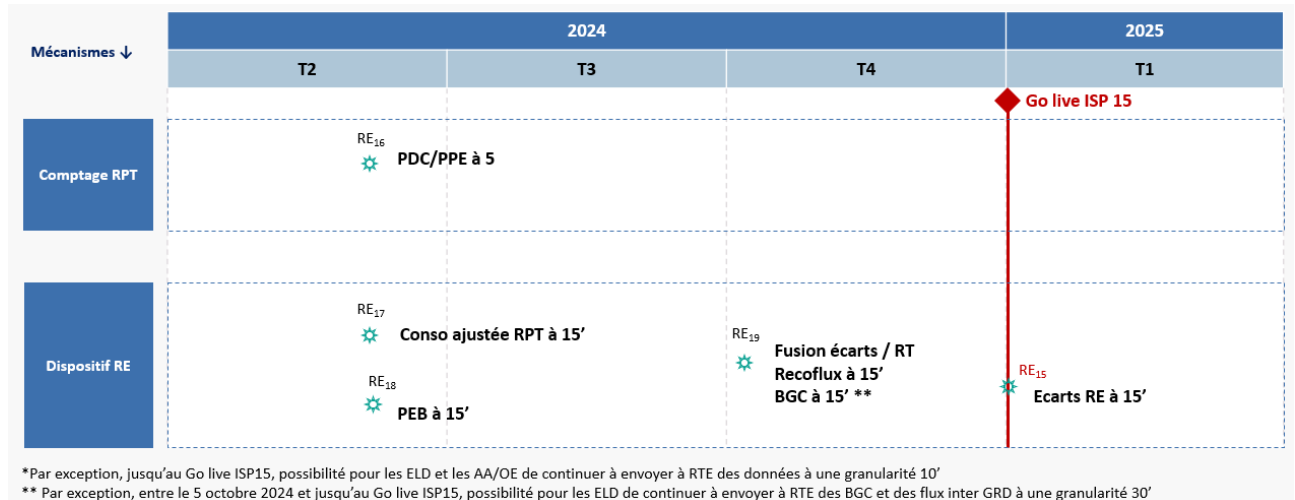 Mécanismes ↓
2024
2025
T2
T3
T4
T1
Go live ISP 15
Comptage RPT
RE16
PDC/PPE à 5
Dispositif RE
RE17
Conso ajustée RPT à 15’
RE18
PEB à 15’
RE19
Fusion écarts / RT
Recoflux à 15’
BGC à 15’ **
RE15
Ecarts RE à 15’
*Par exception, jusqu’au Go live ISP15, possibilité pour les ELD et les AA/OE de continuer à envoyer à RTE des données à une granularité 10’
** Par exception, entre le 5 octobre 2024 et jusqu’au Go live ISP15, possibilité pour les ELD de continuer à envoyer à RTE des BGC et des flux inter GRD à une granularité 30’